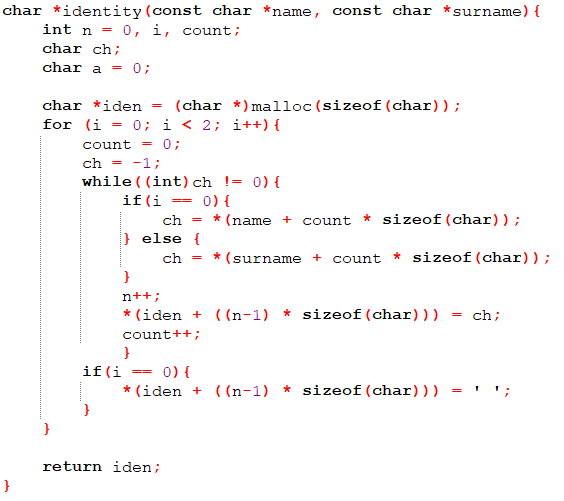 char *identity(const char *name, const char *surname){
    int n = 0, i, count;
    char ch;
    char a = 0;

    char *iden = (char *)malloc(sizeof(char));
    for (i = 0; i < 2; i++){
        count = 0;
        ch = -1;
        while((int)ch != 0){
            if(i == 0){
                ch = *(name + count * sizeof(char));
            } else {
                ch = *(surname + count * sizeof(char));
            }
            n++;
            *(iden + ((n-1) * sizeof(char))) = ch;
            count++;
            }
        if(i == 0){
            *(iden + ((n-1) * sizeof(char))) = ' ';
        }
    }

    return iden;
}